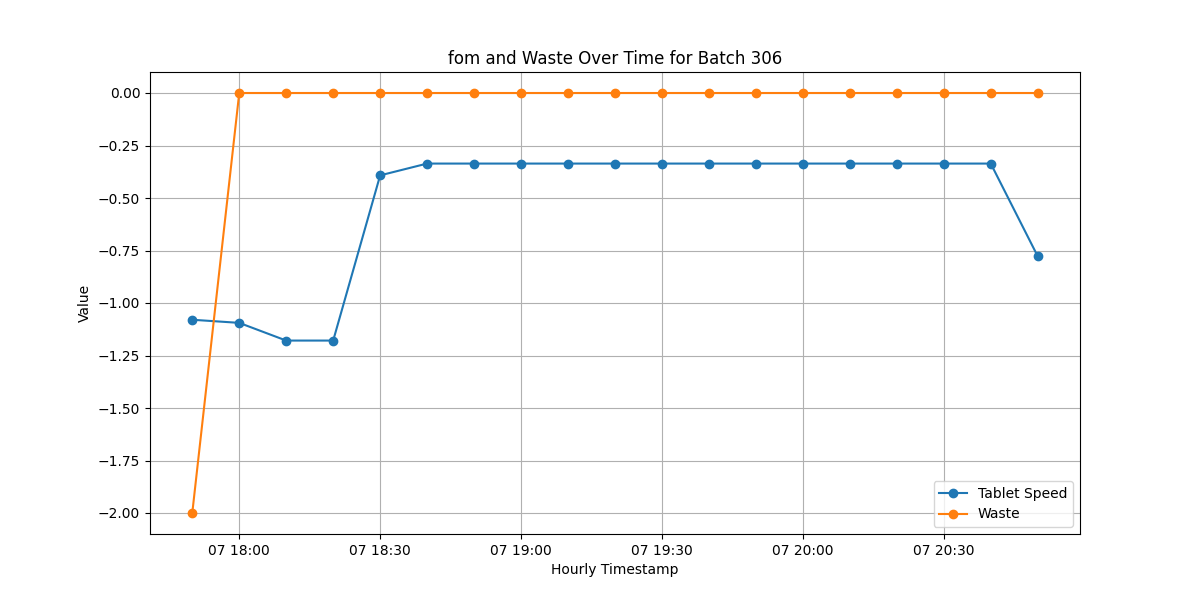 fom and Waste Over Time for Batch 306
0.00
−0.25
−0.50
−0.75
−1.00
−1.25
−1.50
−1.75
−2.00
Value
Tablet Speed
Waste
07 18:00 07 18:30 07 19:00 07 19:30 07 20:00 07 20:30
Hourly Timestamp